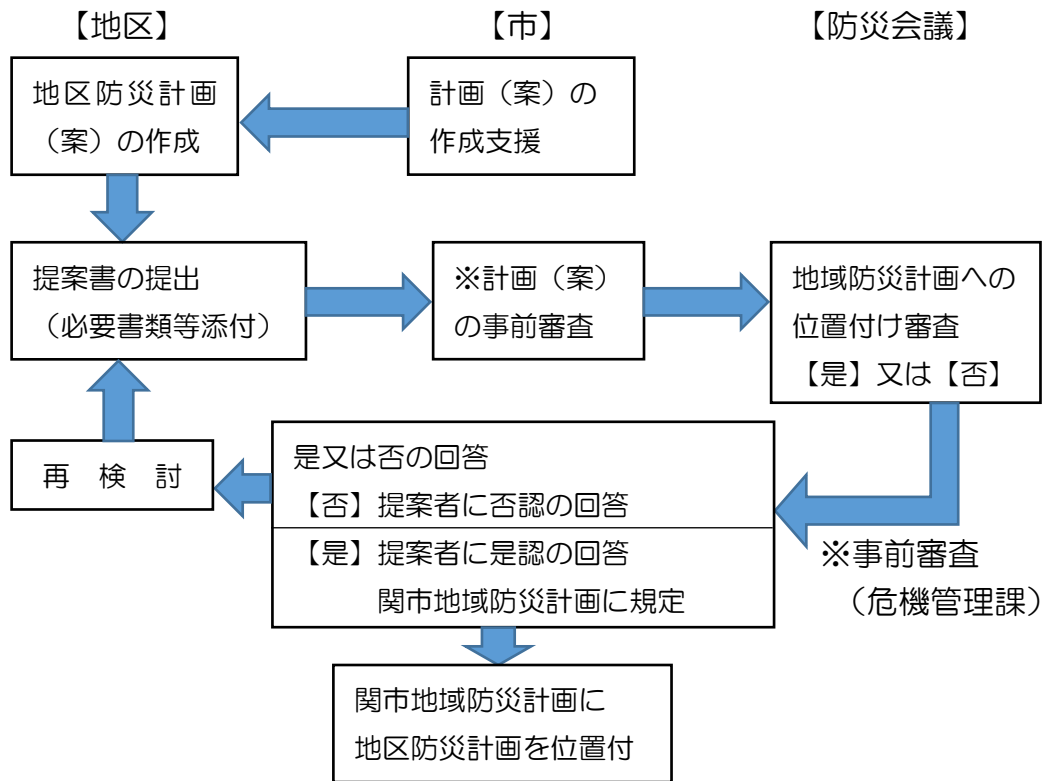 【地区】
【市】
【防災会議】
地区防災計画
（案）の作成
計画（案）の
作成支援
提案書の提出
（必要書類等添付）
※計画（案）
の事前審査
地域防災計画への
位置付け審査
【是】又は【否】
再　検　討
是又は否の回答
【否】提案者に否認の回答
【是】提案者に是認の回答
関市地域防災計画に規定
※事前審査
（危機管理課）
関市地域防災計画に
地区防災計画を位置付